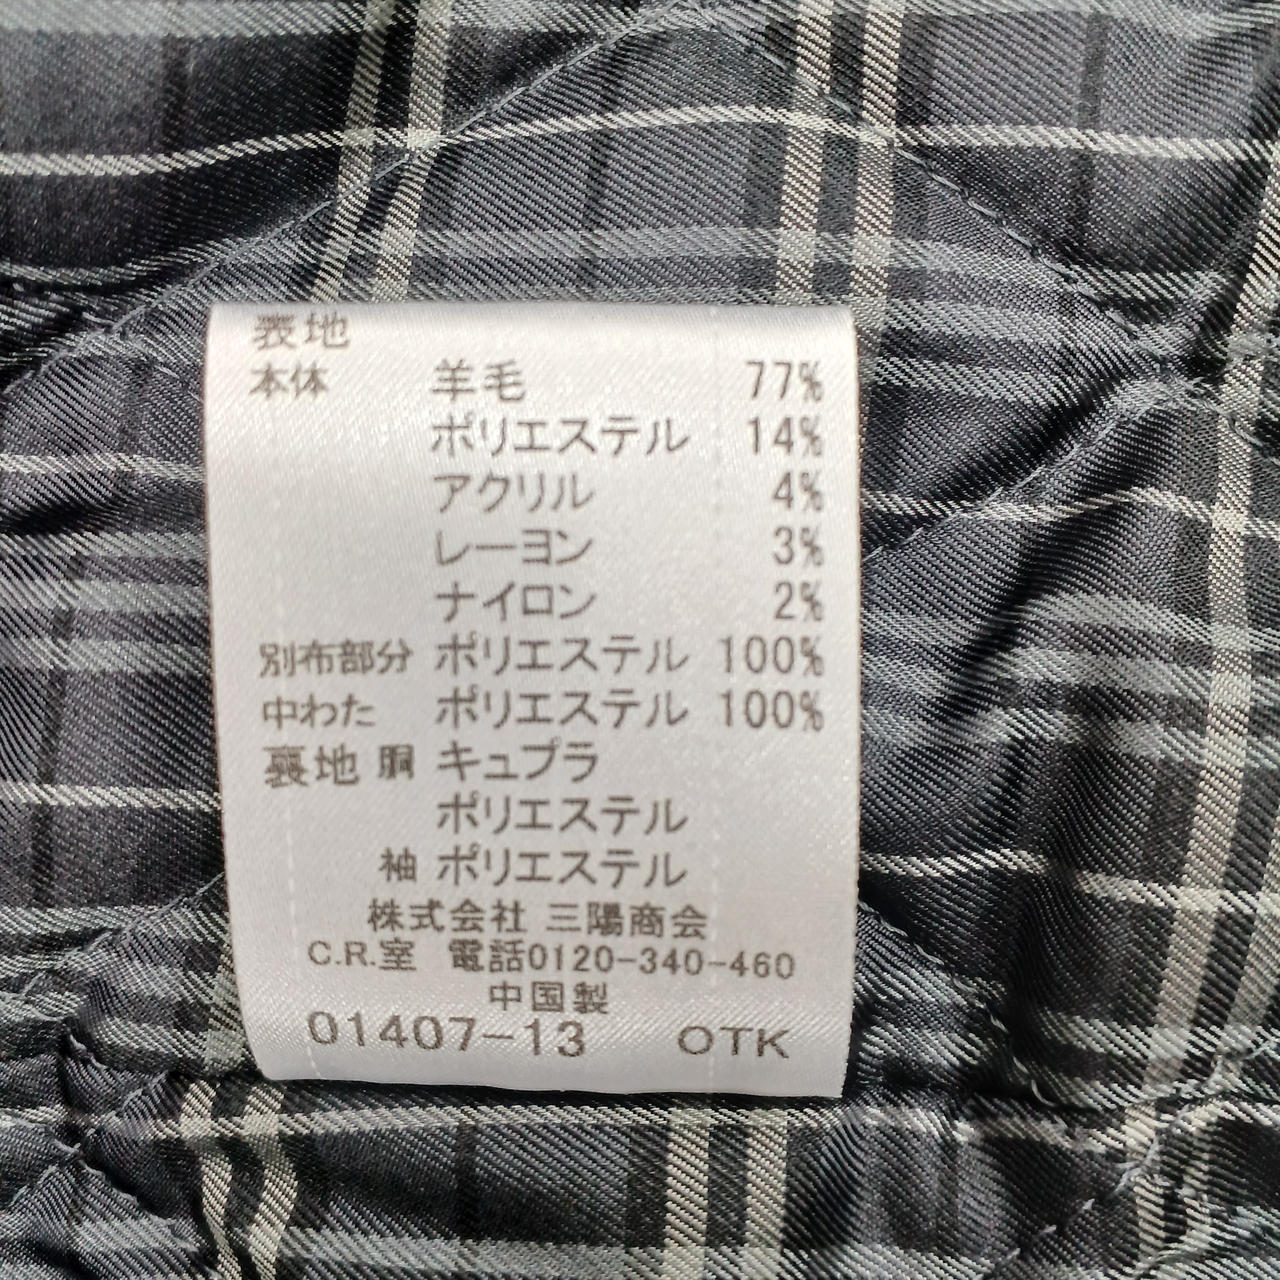 表地
本体 羊毛 77%
ポリエステル 14%
アクリル 4%
レーヨン 3%
ナイロン 2%
別布部分 ポリエステル 100%
中わた ポリエステル 100%
裏地 胴 キュプラ
ポリエステル
袖 ポリエステル
株式会社 三陽商会
C.R.室 電話0120-340-460
中国製
01407-13 OTK